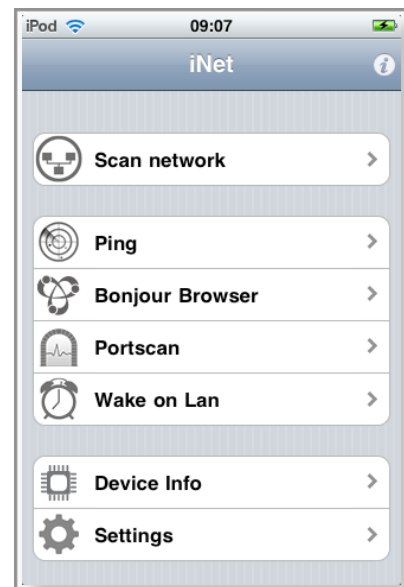 iPod 09:07
iNet
Scan network
Ping
Bonjour Browser
Portscan
Wake on Lan
Device Info
Settings